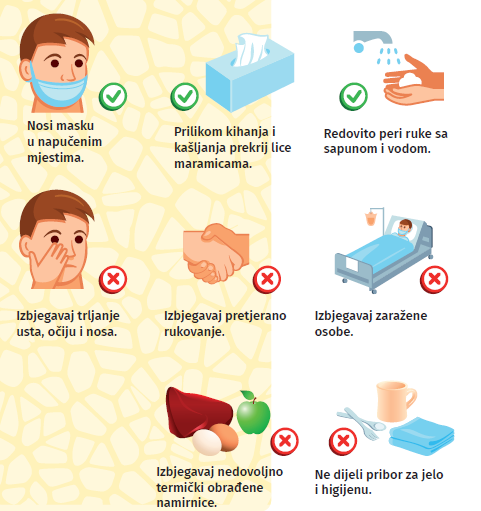 Nosi masku
u napučenim
mjestima.
Prilikom kihanja i
kašljanja prekrij lice
maramicama.
Redovito peri ruke sa
sapunom i vodom.
Izbjegavaj trljanje
usta, očiju i nosa.
Izbjegavaj pretjerano
rukovanje.
Izbjegavaj zaražene
osobe.
Izbjegavaj nedovoljno
termički obrađene
namirnice.
Ne dijeli pribor za jelo
i higijenu.